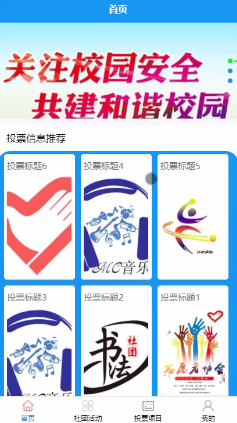 首页
关注校园安全
共建和谐校园
投票信息推荐
投票标题6
投票标题4
投票标题5
MC音乐
投票标题3
投票标题2
投票标题1
书法
社团
首页
社团活动
投票项目
我的